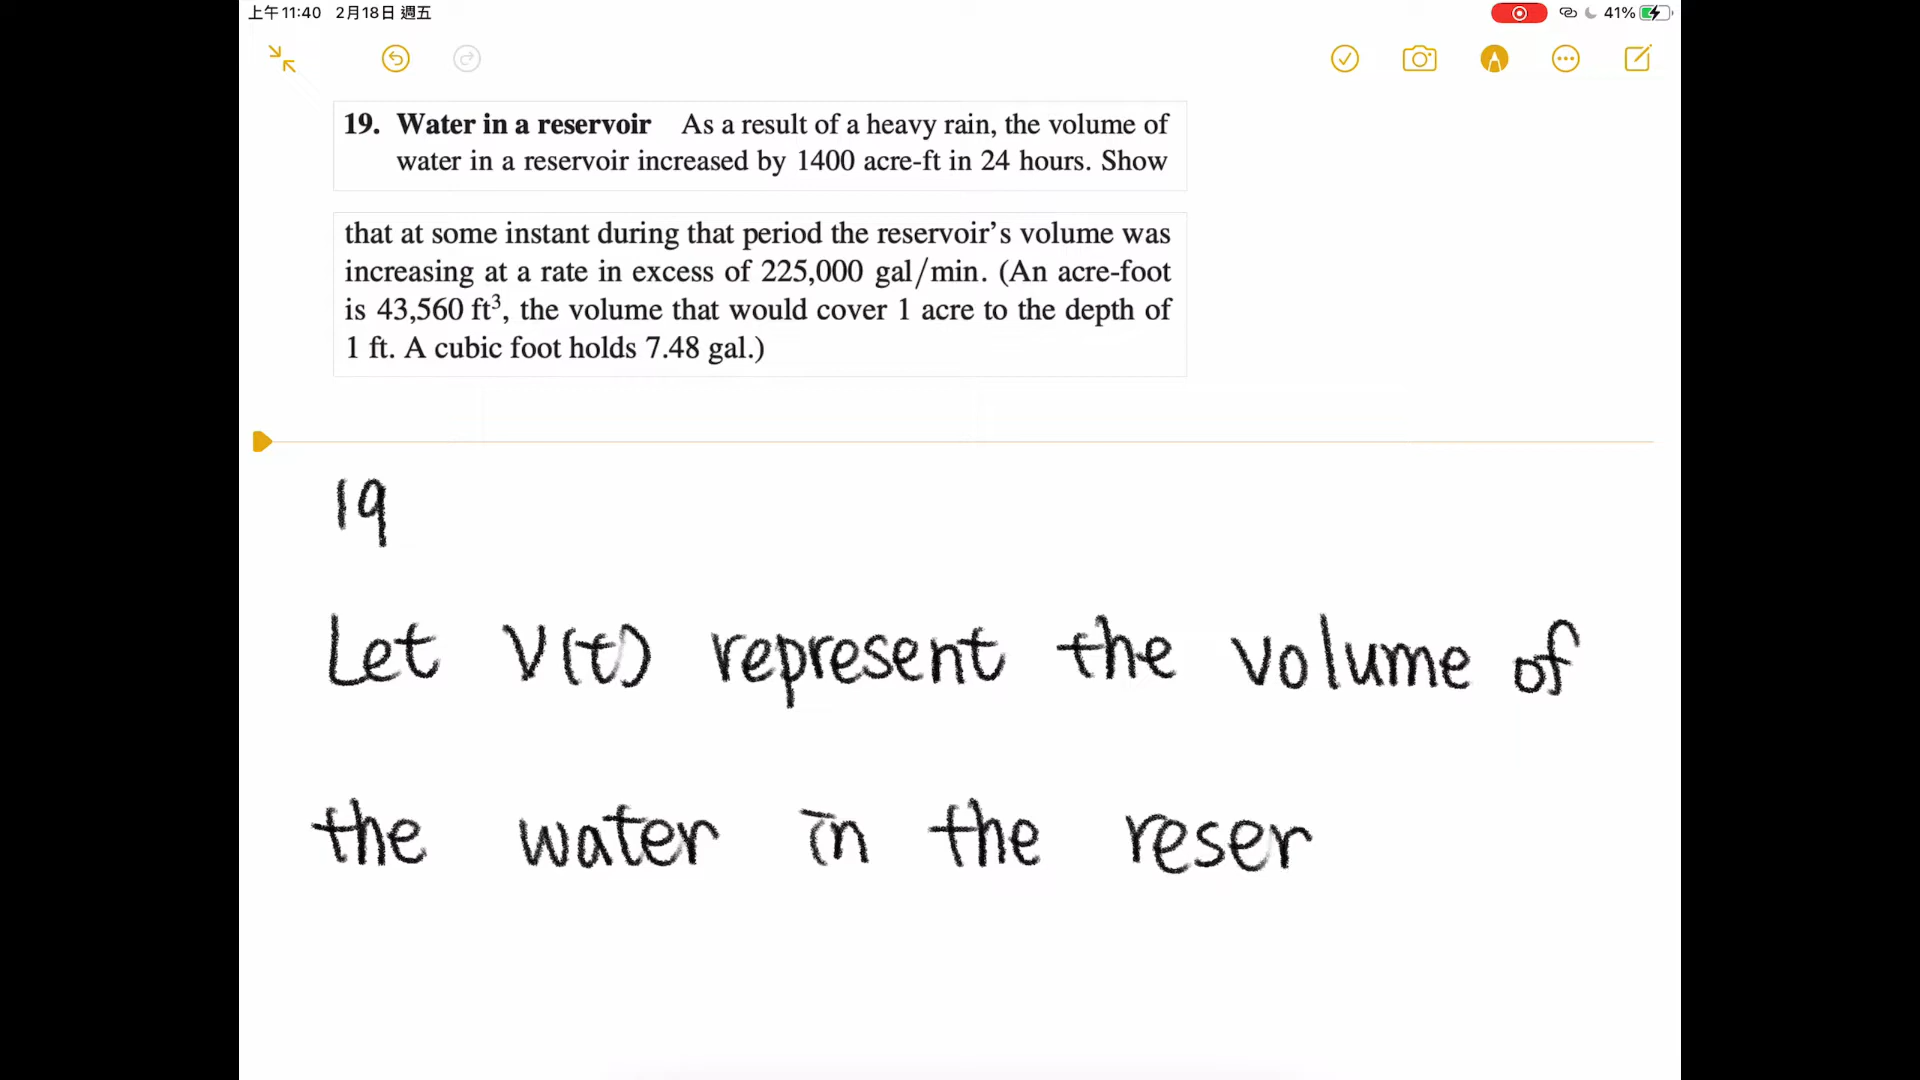 上午11:40 2月18日 週五 41%
19. Water in a reservoir As a result of a heavy rain, the volume of
water in a reservoir increased by 1400 acre-ft in 24 hours. Show
that at some instant during that period the reservoir’s volume was
increasing at a rate in excess of 225,000 gal/min. (An acre-foot
is 43,560 ft³, the volume that would cover 1 acre to the depth of
1 ft. A cubic foot holds 7.48 gal.)
19
Let V(t) represent the volume of
the water in the reser